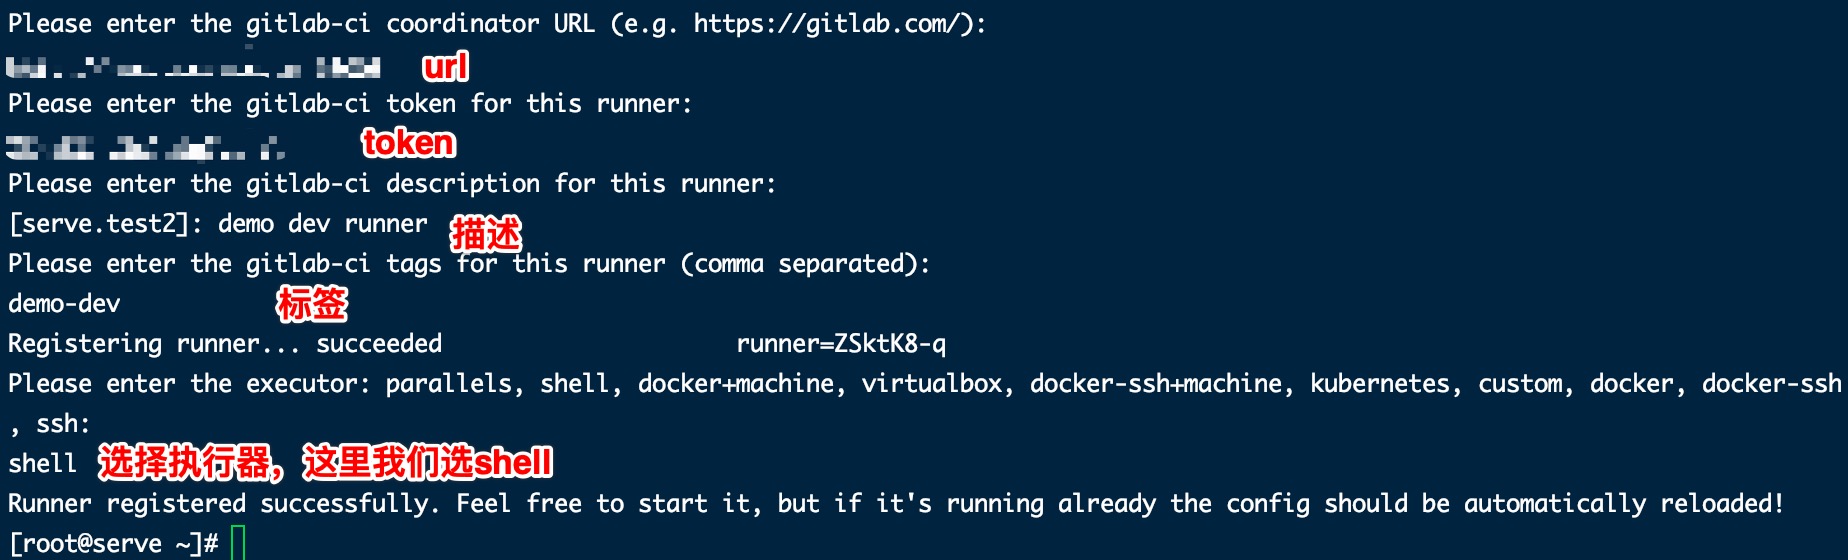 Please enter the gitlab-ci coordinator URL (e.g. https://gitlab.com/):
url
Please enter the gitlab-ci token for this runner:
token
Please enter the gitlab-ci description for this runner:
[serve.test2]: demo dev runner 描述
Please enter the gitlab-ci tags for this runner (comma separated):
demo-dev 标签
Registering runner... succeeded runner=ZSktK8-q
Please enter the executor: parallels, shell, docker+machine, virtualbox, docker-ssh+machine, kubernetes, custom, docker, docker-ssh
, ssh:
shell 选择执行器，这里我们选shell
Runner registered successfully. Feel free to start it, but if it's running already the config should be automatically reloaded!
[root@serve ~]#